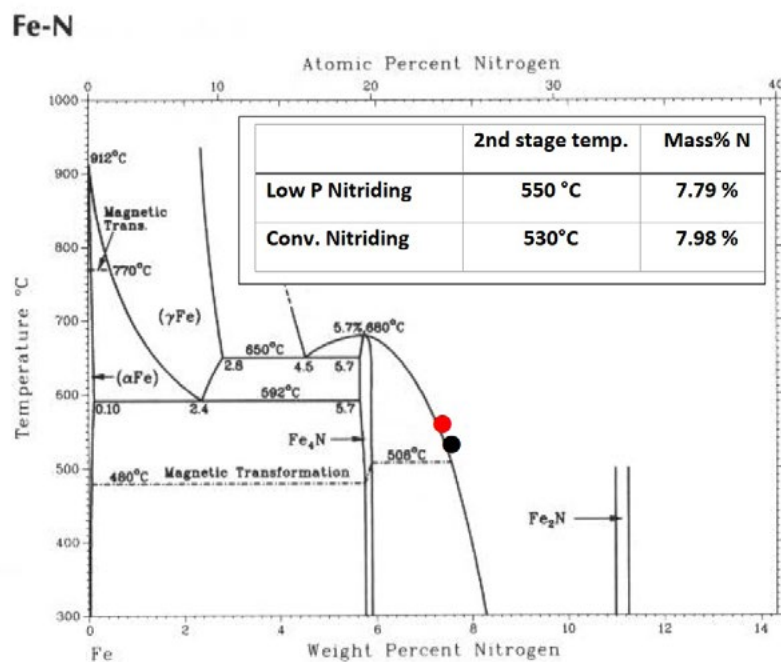 Fe-N
Atomic Percent Nitrogen
0 10 20 30 40
2nd stage temp. Mass% N
Low P Nitriding 550 °C 7.79 %
Conv. Nitriding 530°C 7.98 %
Temperature °C
1000
900
800
700
600
500
400
300
912°C
Magnetic
Trans.
770°C
(γFe)
5.7% 680°C
650°C
2.8 4.5 5.7
(αFe)
592°C
0.10 2.4 5.7
Fe₄N
508°C
480°C Magnetic Transformation
Fe₂N
0 2 4 6 8 10 12 14
Fe Weight Percent Nitrogen